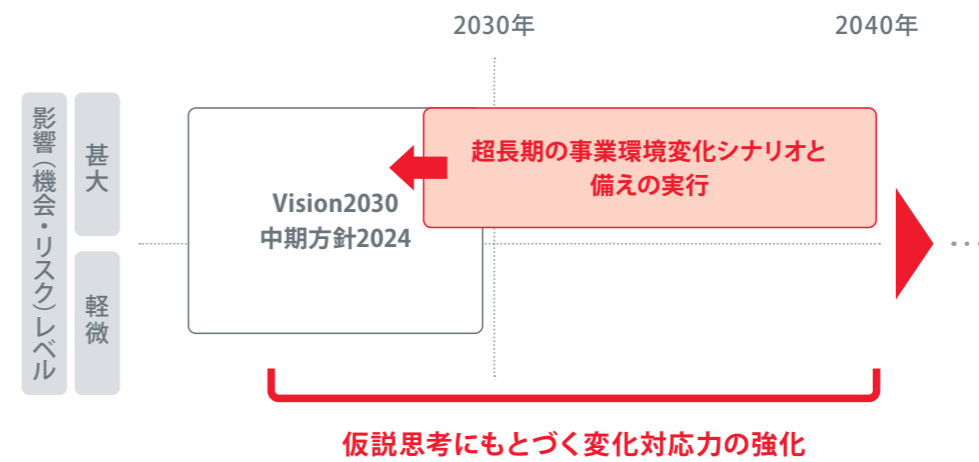 2030年
2040年
影響（機会・リスク）レベル
甚大
軽微
Vision2030
中期方針2024
超長期の事業環境変化シナリオと
備えの実行
仮説思考にもとづく変化対応力の強化